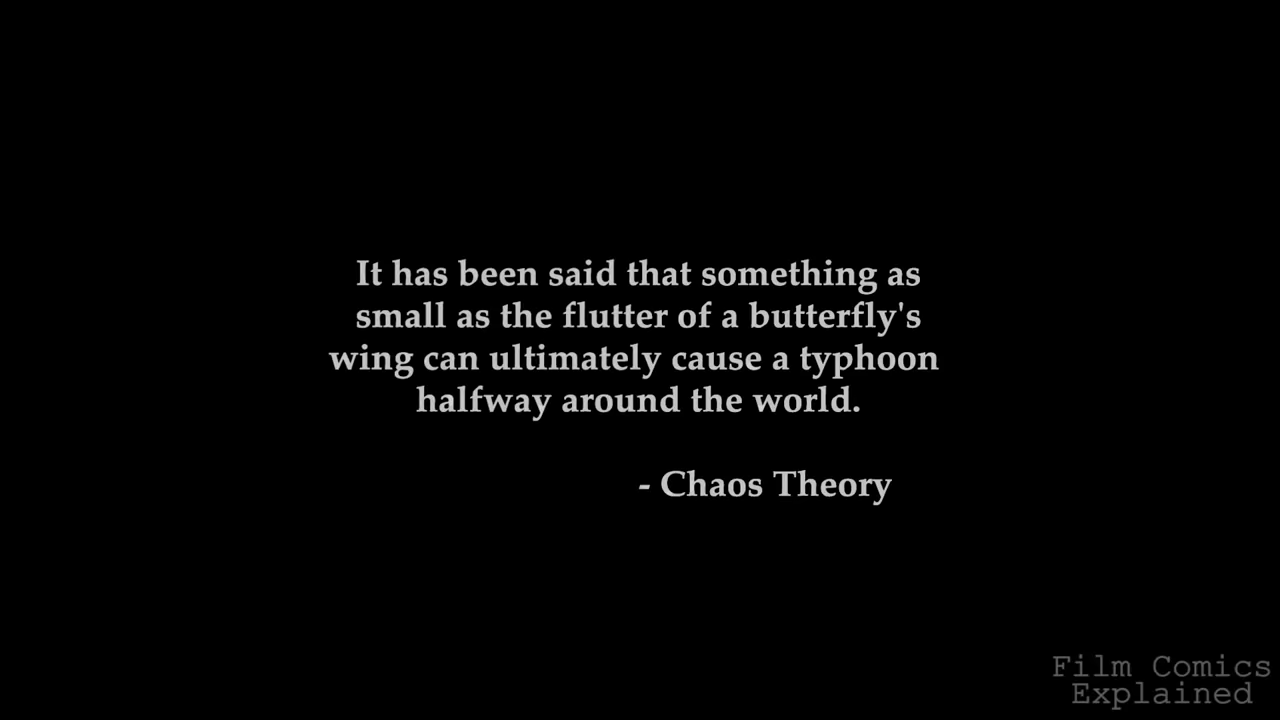 It has been said that something as
small as the flutter of a butterfly's
wing can ultimately cause a typhoon
halfway around the world.
- Chaos Theory
Film Comics
Explained